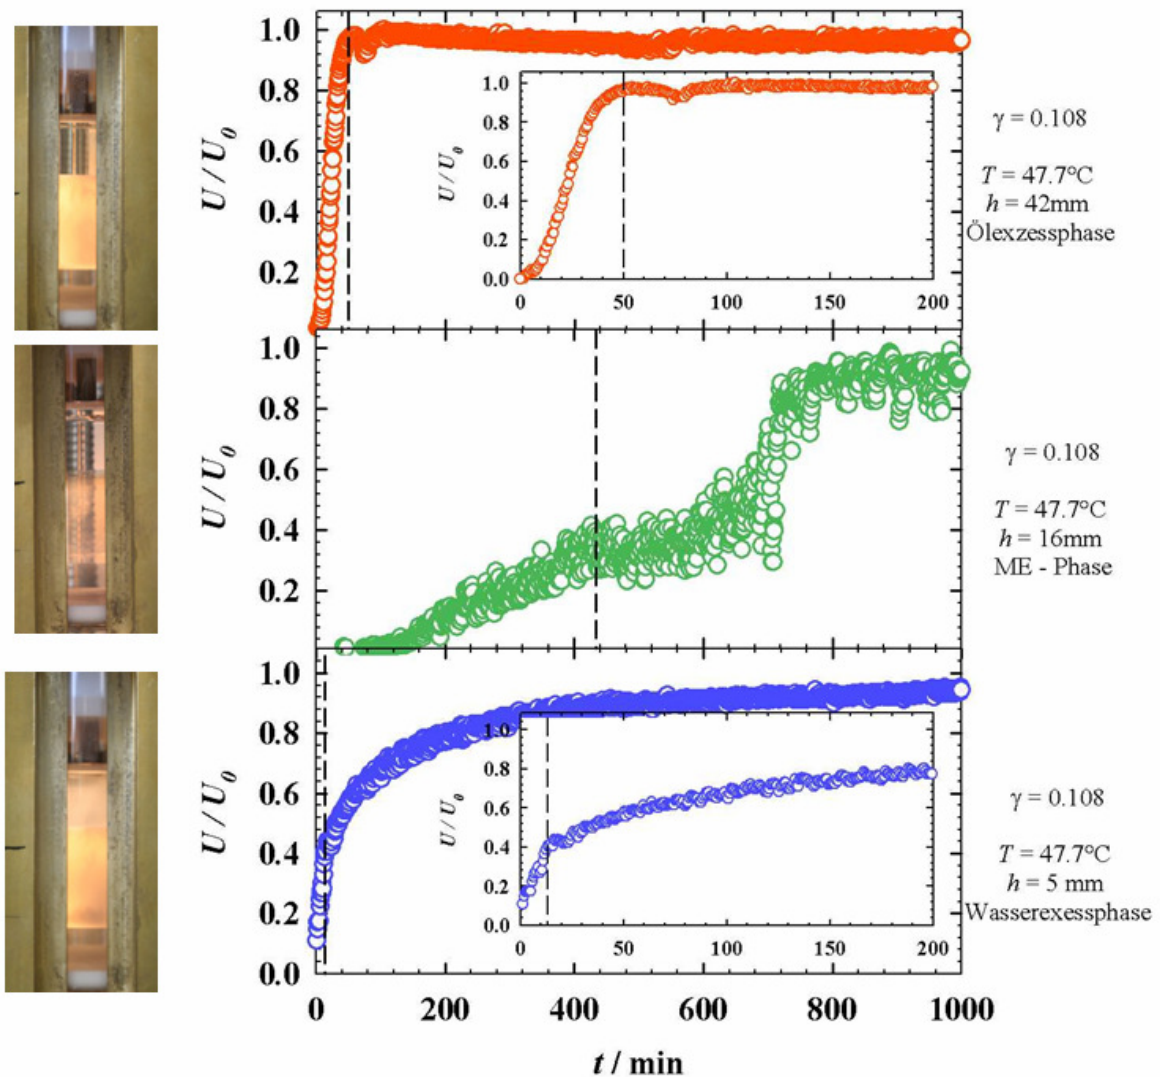 1.0
0.8
0.6
0.4
0.2
U / U0
1.0
0.8
0.6
0.4
0.2
0.0
U / U0
0 50 100 150 200
γ = 0.108
T = 47.7°C
h = 42mm
Ölexzessphase
1.0
0.8
0.6
0.4
0.2
U / U0
γ = 0.108
T = 47.7°C
h = 16mm
ME - Phase
1.0
0.8
0.6
0.4
0.2
0.0
U / U0
1.0
0.8
0.6
0.4
0.2
0.0
U / U0
0 50 100 150 200
γ = 0.108
T = 47.7°C
h = 5 mm
Wasserexessphase
0 200 400 600 800 1000
t / min